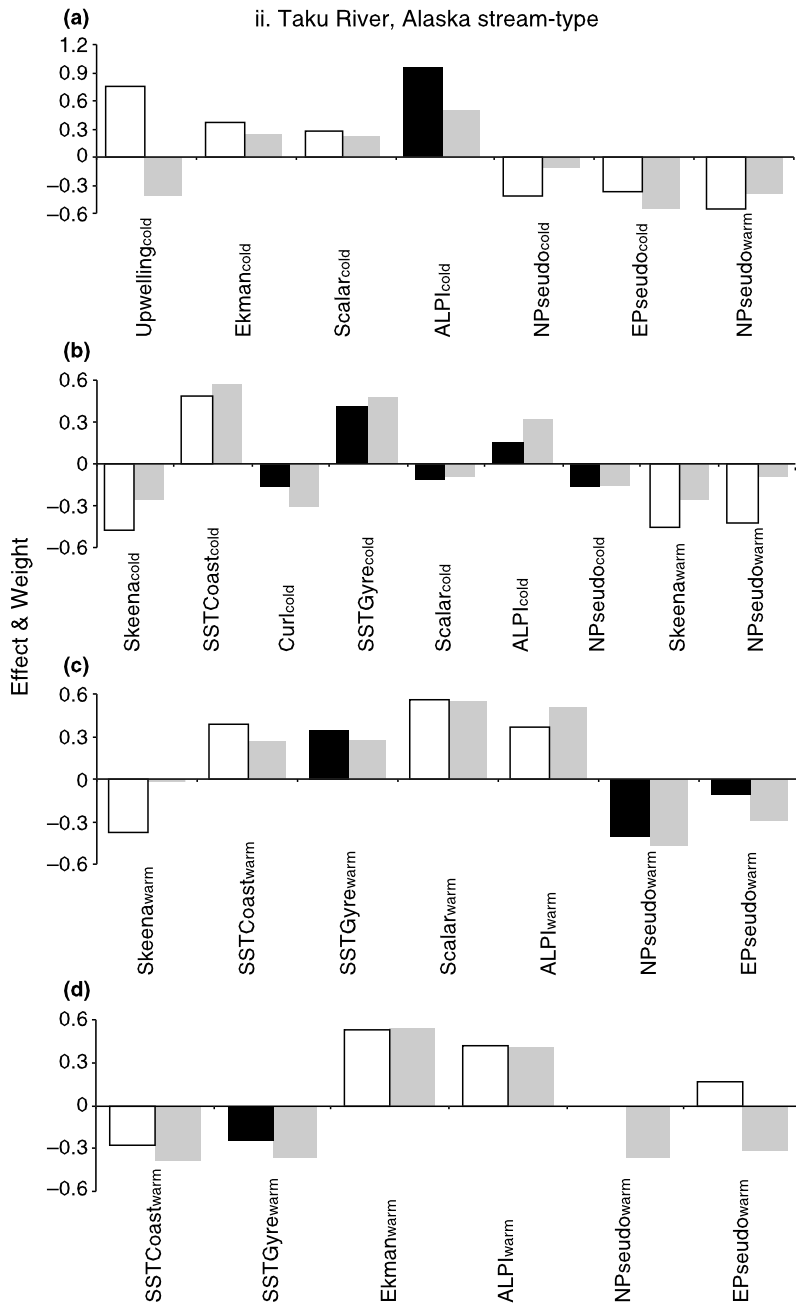 (a)
ii. Taku River, Alaska stream-type
1.2
0.9
0.6
0.3
0
−0.3
−0.6
Upwellingcold
Ekmancold
Scalarcold
ALPIcold
NPseudocold
EPseudocold
NPseudowarm
(b)
0.6
0.3
0
−0.3
−0.6
Skeenacold
SSTCoastcold
Curlcold
SSTGyrecold
Scalarcold
ALPIcold
NPseudocold
Skeenawarm
NPseudowarm
Effect & Weight
(c)
0.6
0.3
0
−0.3
−0.6
Skeenawarm
SSTCoastwarm
SSTGyrewarm
Scalarwarm
ALPIwarm
NPseudowarm
EPseudowarm
(d)
0.6
0.3
0
−0.3
−0.6
SSTCoastwarm
SSTGyrewarm
Ekmanwarm
ALPIwarm
NPseudowarm
EPseudowarm